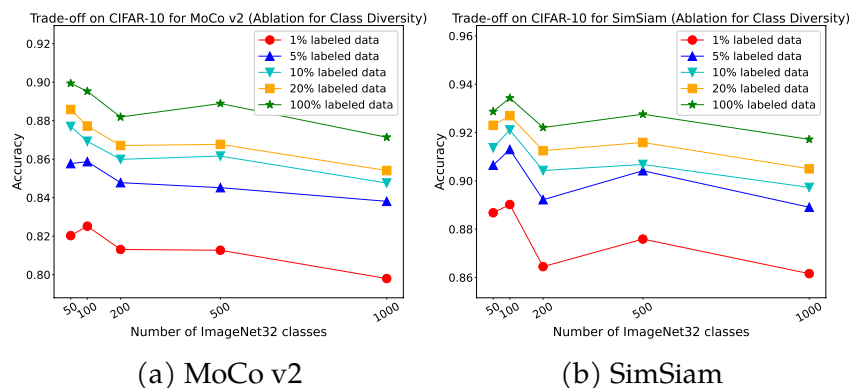 Trade-off on CIFAR-10 for MoCo v2 (Ablation for Class Diversity)
0.92
0.90
0.88
0.86
0.84
0.82
0.80
Accuracy
1% labeled data
5% labeled data
10% labeled data
20% labeled data
100% labeled data
50
100
200
500
1000
Number of ImageNet32 classes
(a) MoCo v2
Trade-off on CIFAR-10 for SimSiam (Ablation for Class Diversity)
0.96
0.94
0.92
0.90
0.88
0.86
Accuracy
1% labeled data
5% labeled data
10% labeled data
20% labeled data
100% labeled data
50
100
200
500
1000
Number of ImageNet32 classes
(b) SimSiam